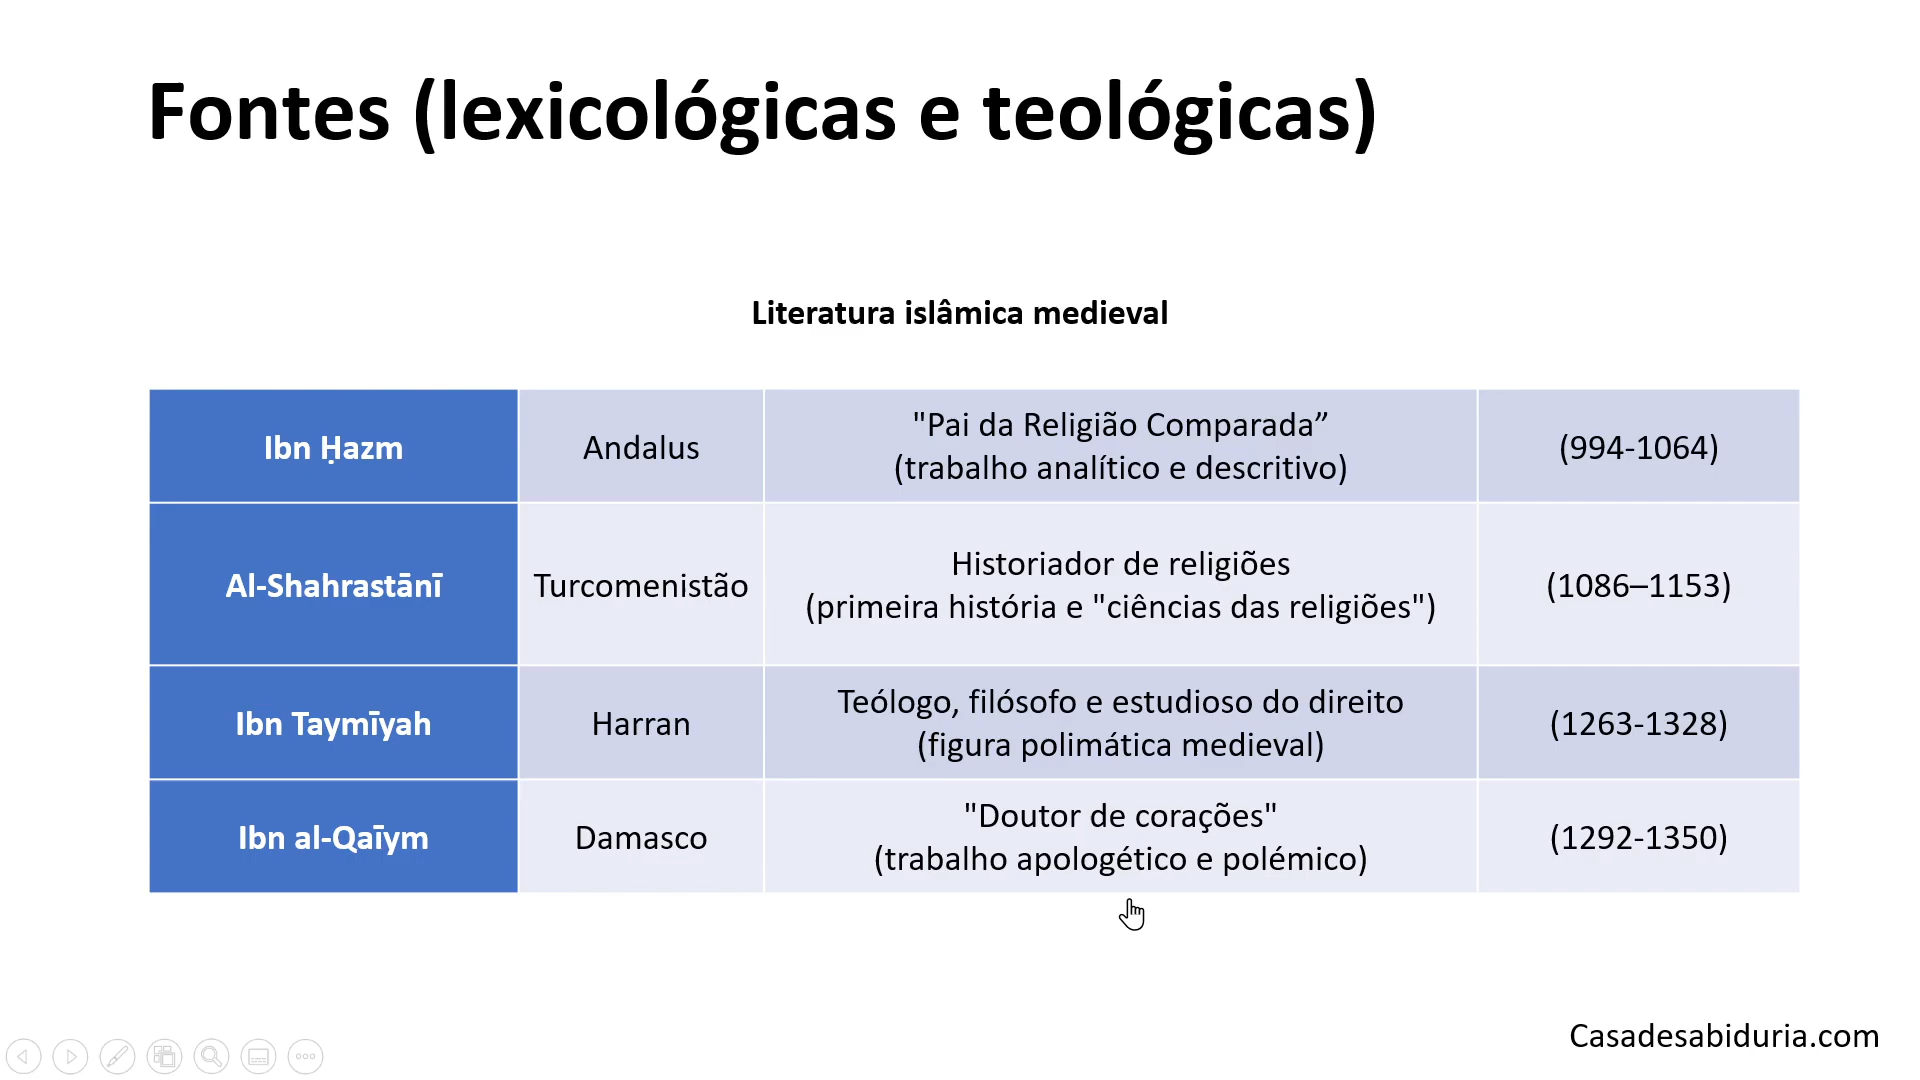 Fontes (lexicológicas e teológicas)
Literatura islâmica medieval
Ibn Ḥazm
Andalus
"Pai da Religião Comparada”
(trabalho analítico e descritivo)
(994-1064)
Al-Shahrastānī
Turcomenistão
Historiador de religiões
(primeira história e "ciências das religiões")
(1086–1153)
Ibn Taymīyah
Harran
Teólogo, filósofo e estudioso do direito
(figura polimática medieval)
(1263-1328)
Ibn al-Qaīym
Damasco
"Doutor de corações"
(trabalho apologético e polémico)
(1292-1350)
Casadesabiduria.com